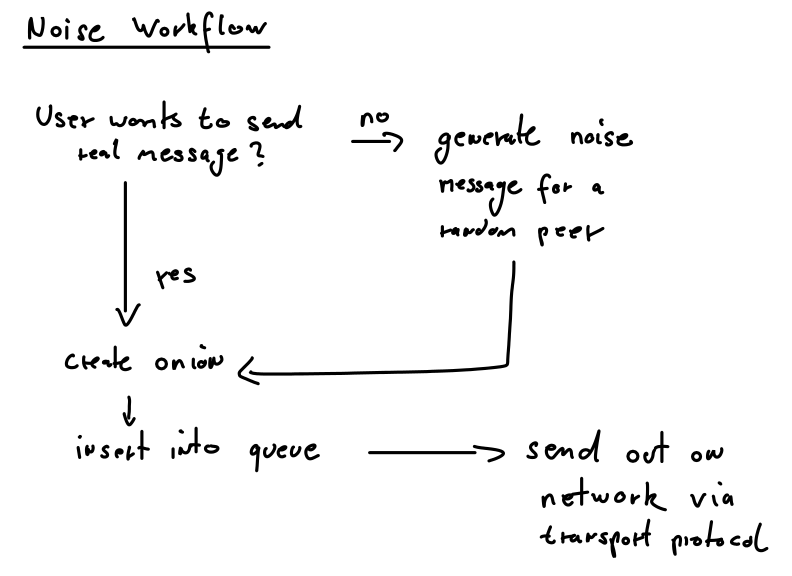 Noise Workflow
User wants to send
real message?
no
generate noise
message for a
random peer
yes
create onion
insert into queue
send out on
network via
transport protocol